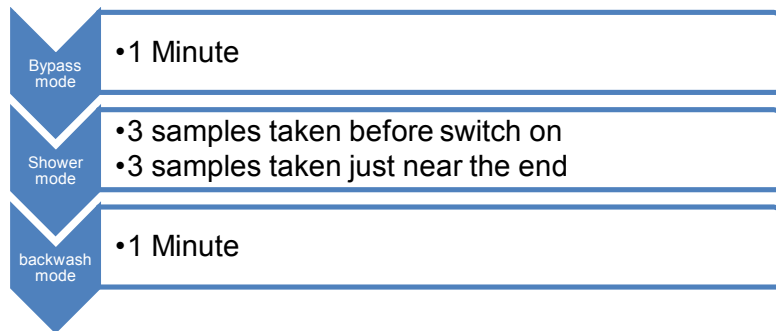 Bypass
mode
•1 Minute
Shower
mode
•3 samples taken before switch on
•3 samples taken just near the end
backwash
mode
•1 Minute